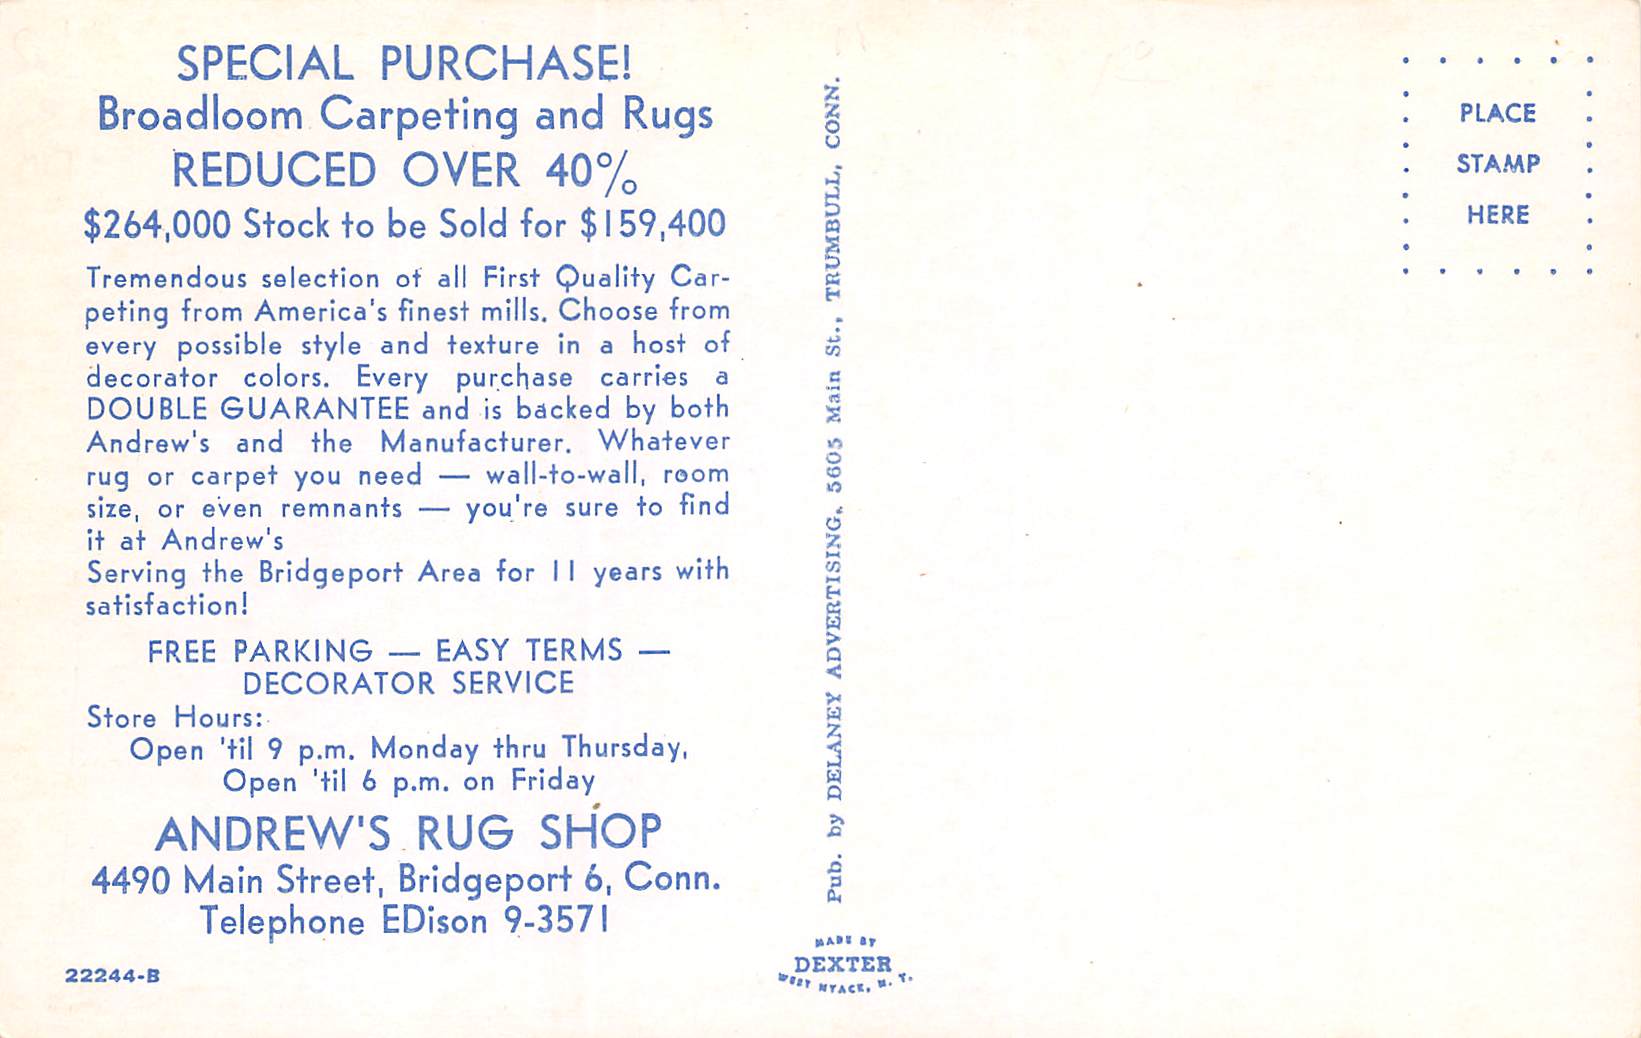 SPECIAL PURCHASE!
Broadloom Carpeting and Rugs
REDUCED OVER 40%
$264,000 Stock to be Sold for $159,400
Tremendous selection of all First Quality Car-
peting from America's finest mills. Choose from
every possible style and texture in a host of
decorator colors. Every purchase carries a
DOUBLE GUARANTEE and is backed by both
Andrew's and the Manufacturer. Whatever
rug or carpet you need — wall-to-wall, room
size, or even remnants — you're sure to find
it at Andrew's
Serving the Bridgeport Area for 11 years with
satisfaction!
FREE PARKING — EASY TERMS —
DECORATOR SERVICE
Store Hours:
Open 'til 9 p.m. Monday thru Thursday,
Open 'til 6 p.m. on Friday
ANDREW'S RUG SHOP
4490 Main Street, Bridgeport 6, Conn.
Telephone EDison 9-3571
22244-B
Pub. by DELANEY ADVERTISING, 5605 Main St., TRUMBULL, CONN.
MADE BY
DEXTER
WEST NYACK, N. Y.
PLACE
STAMP
HERE